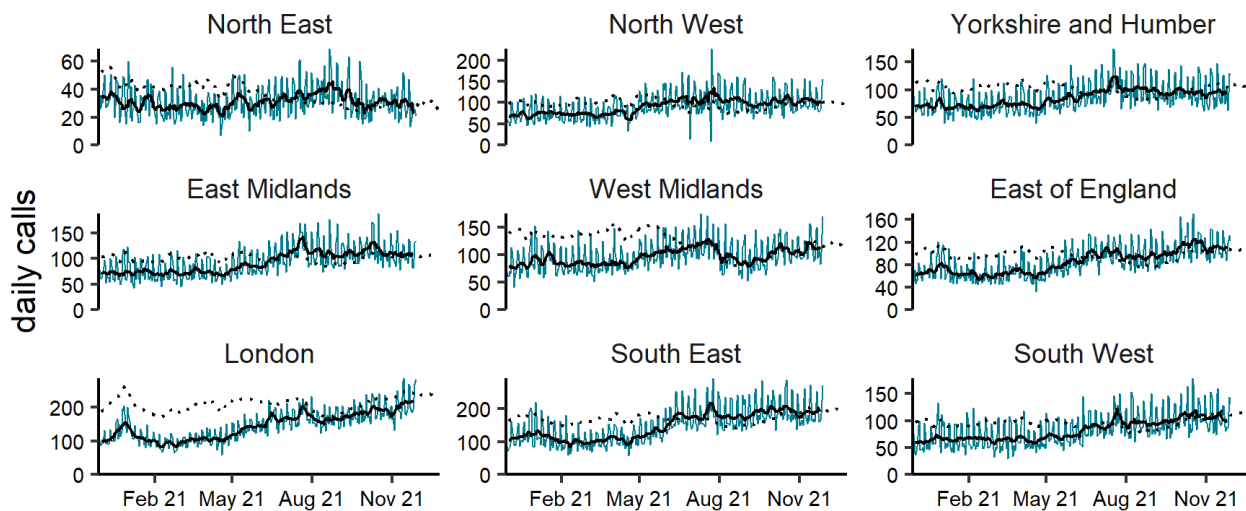 North East
North West
Yorkshire and Humber
60
40
20
0
200
150
100
50
0
150
100
50
0
East Midlands
West Midlands
East of England
daily calls
150
100
50
0
150
100
50
0
160
120
80
40
0
London
South East
South West
200
100
0
200
100
0
150
100
50
0
Feb 21 May 21 Aug 21 Nov 21
Feb 21 May 21 Aug 21 Nov 21
Feb 21 May 21 Aug 21 Nov 21